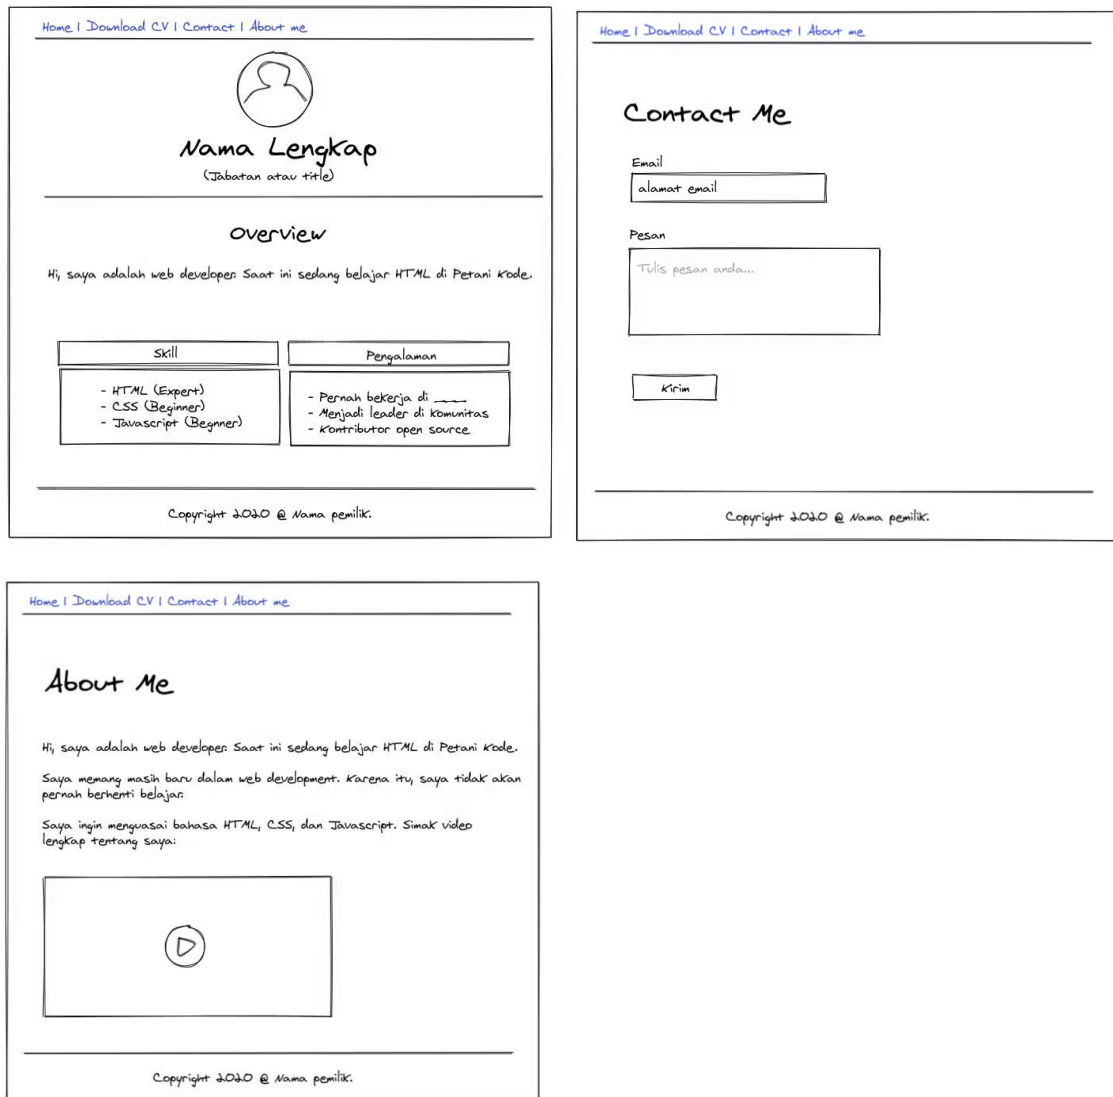 Home | Download CV | Contact | About me
Nama Lengkap
(Jabatan atau title)
Overview
Hi, saya adalah web developer. Saat ini sedang belajar HTML di Petani Kode.
Skill
- HTML (Expert)
- CSS (Beginner)
- Javascript (Begnner)
Pengalaman
- Pernah bekerja di ____
- Menjadi leader di komunitas
- Kontributor open source
Copyright 2020 @ Nama pemilik.
Home | Download CV | Contact | About me
Contact Me
Email
alamat email
Pesan
Tulis pesan anda...
Kirim
Copyright 2020 @ Nama pemilik.
Home | Download CV | Contact | About me
About Me
Hi, saya adalah web developer. Saat ini sedang belajar HTML di Petani Kode.
Saya memang masih baru dalam web development. Karena itu, saya tidak akan
pernah berhenti belajar.
Saya ingin menguasai bahasa HTML, CSS, dan Javascript. Simak video
lengkap tentang saya:
Copyright 2020 @ Nama pemilik.